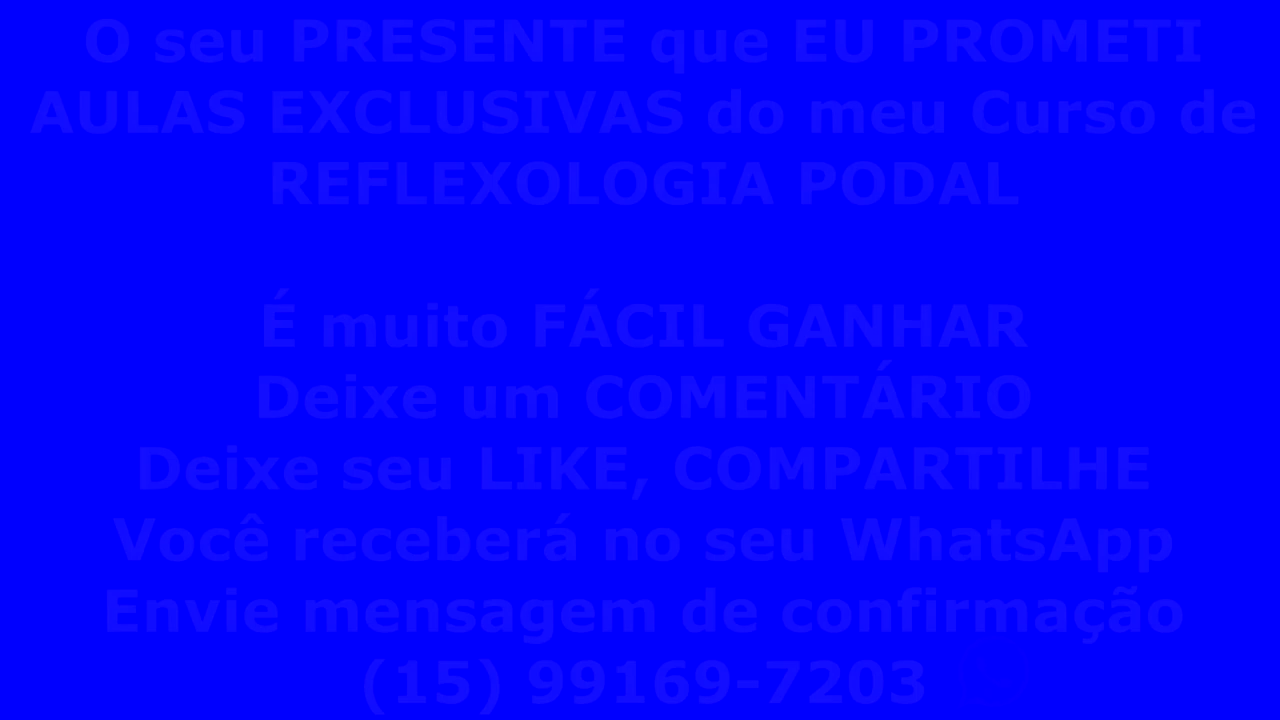 O seu PRESENTE que EU PROMETI
AULAS EXCLUSIVAS do meu Curso de
REFLEXOLOGIA PODAL
É muito FÁCIL GANHAR
Deixe um COMENTÁRIO
Deixe seu LIKE, COMPARTILHE
Você receberá no seu WhatsApp
Envie mensagem de confirmação
(15) 99169-7203